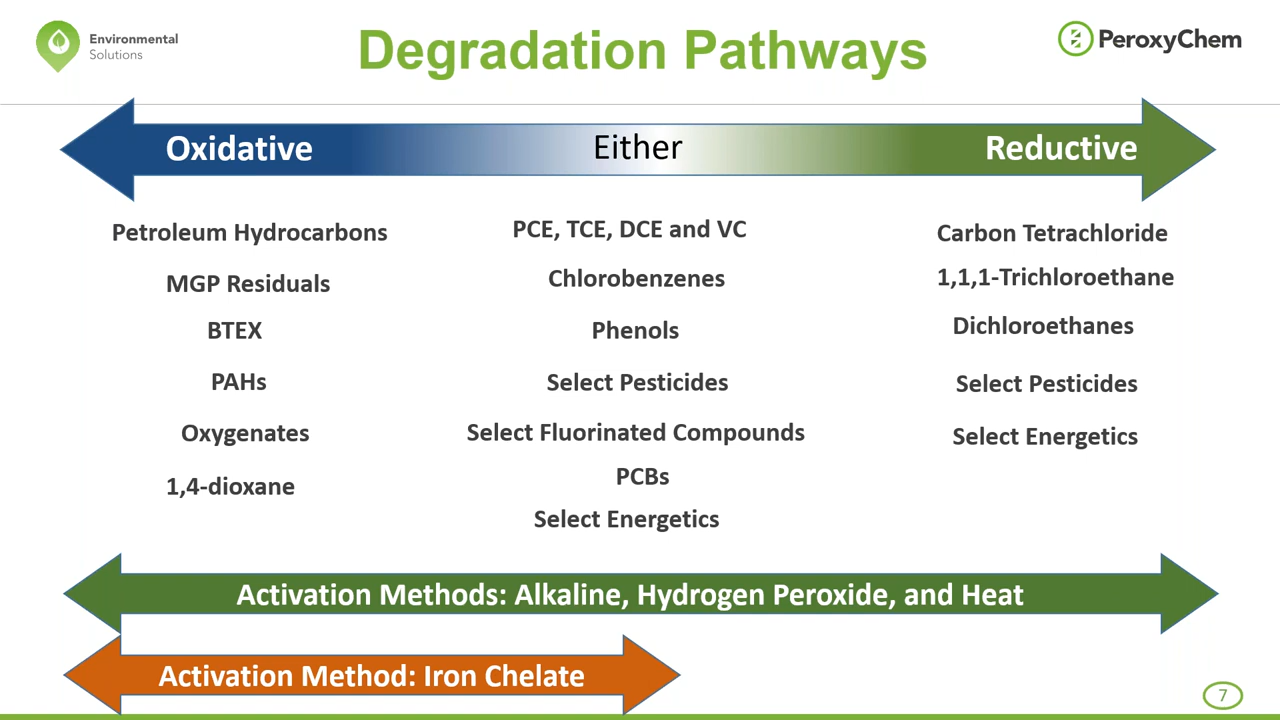 Environmental
Solutions
Degradation Pathways
PeroxyChem
Oxidative
Either
Reductive
Petroleum Hydrocarbons
MGP Residuals
BTEX
PAHs
Oxygenates
1,4-dioxane
PCE, TCE, DCE and VC
Chlorobenzenes
Phenols
Select Pesticides
Select Fluorinated Compounds
PCBs
Select Energetics
Carbon Tetrachloride
1,1,1-Trichloroethane
Dichloroethanes
Select Pesticides
Select Energetics
Activation Methods: Alkaline, Hydrogen Peroxide, and Heat
Activation Method: Iron Chelate
7